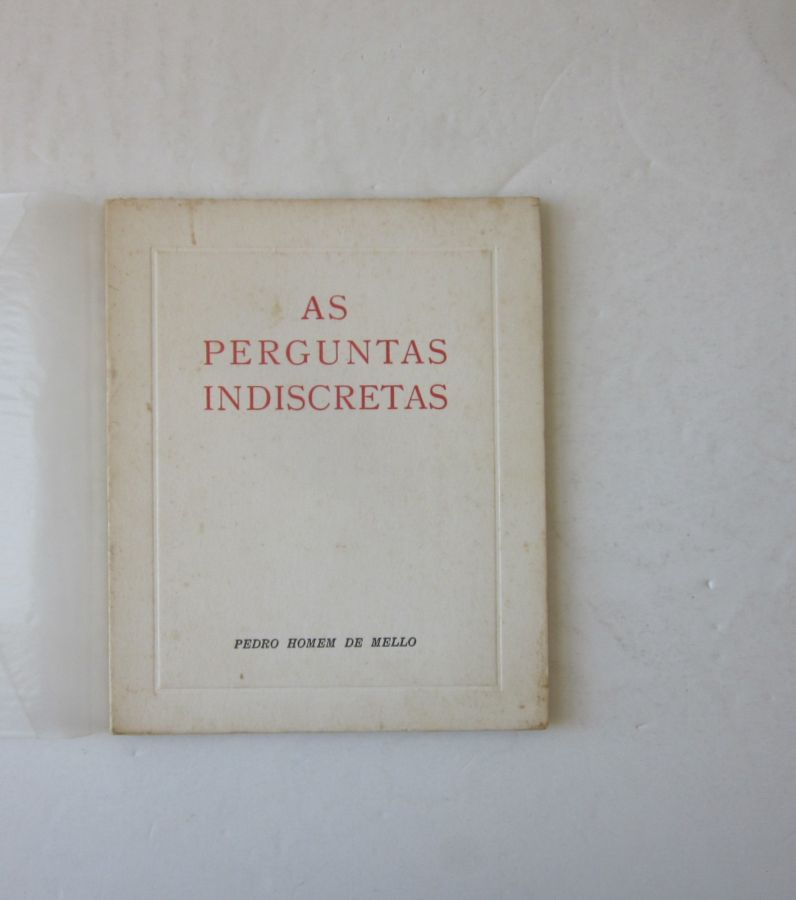 AS
PERGUNTAS
INDISCRETAS
PEDRO HOMEM DE MELLO